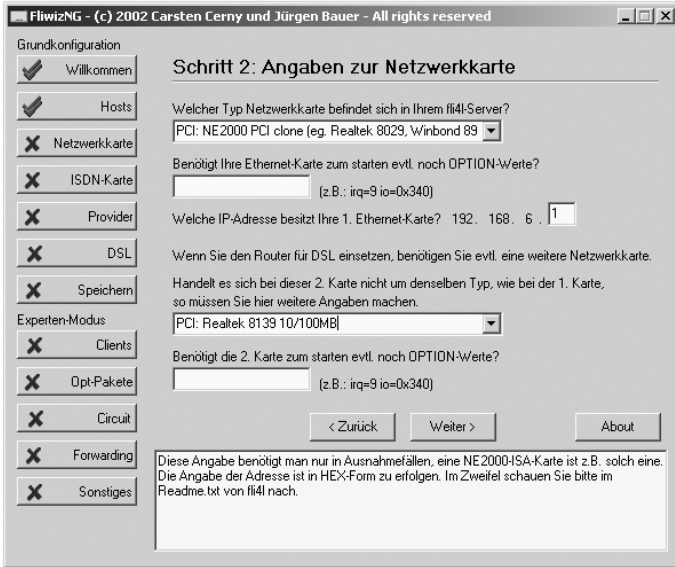 FliwizNG - (c) 2002 Carsten Cerny und Jürgen Bauer - All rights reserved
Grundkonfiguration
Willkommen
Hosts
Netzwerkkarte
ISDN-Karte
Provider
DSL
Speichern
Experten-Modus
Clients
Opt-Pakete
Circuit
Forwarding
Sonstiges
Schritt 2: Angaben zur Netzwerkkarte
Welcher Typ Netzwerkkarte befindet sich in Ihrem fli4l-Server?
PCI: NE2000 PCI clone (eg. Realtek 8029, Winbond 89
Benötigt Ihre Ethernet-Karte zum starten evtl. noch OPTION-Werte?
(z.B.: irq=9 io=0x340)
Welche IP-Adresse besitzt Ihre 1. Ethernet-Karte? 192. 168. 6 . 1
Wenn Sie den Router für DSL einsetzen, benötigen Sie evtl. eine weitere Netzwerkkarte.
Handelt es sich bei dieser 2. Karte nicht um denselben Typ, wie bei der 1. Karte,
so müssen Sie hier weitere Angaben machen.
PCI: Realtek 8139 10/100MB
Benötigt die 2. Karte zum starten evtl. noch OPTION-Werte?
(z.B.: irq=9 io=0x340)
< Zurück
Weiter >
About
Diese Angabe benötigt man nur in Ausnahmefällen, eine NE2000-ISA-Karte ist z.B. solch eine.
Die Angabe der Adresse ist in HEX-Form zu erfolgen. Im Zweifel schauen Sie bitte im
Readme.txt von fli4l nach.